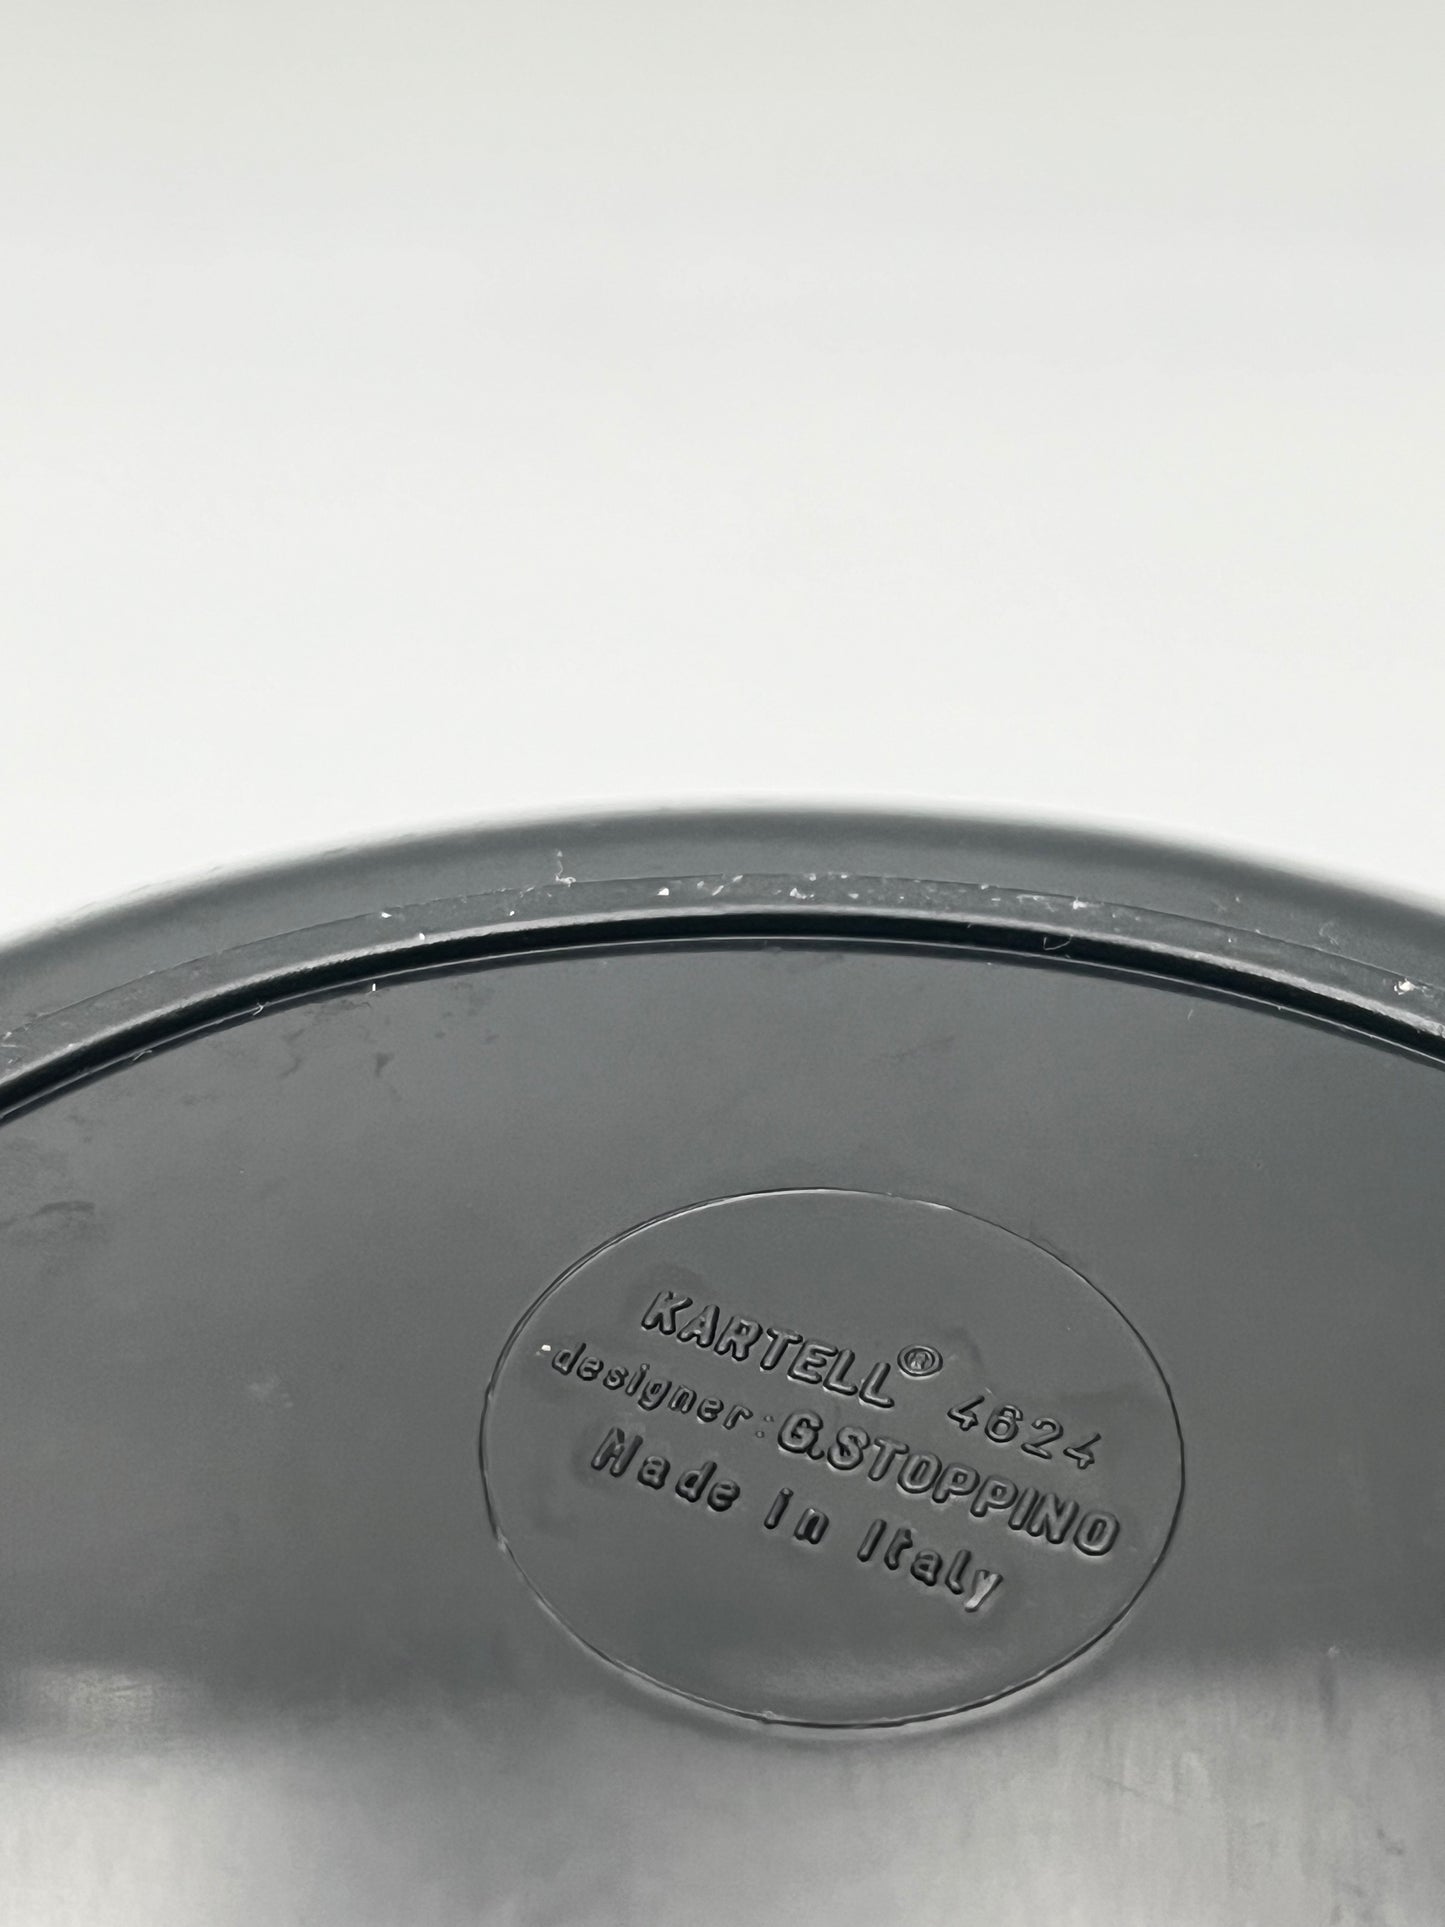 KARTELL® 4624
designer: G.STOPPINO
Made in Italy